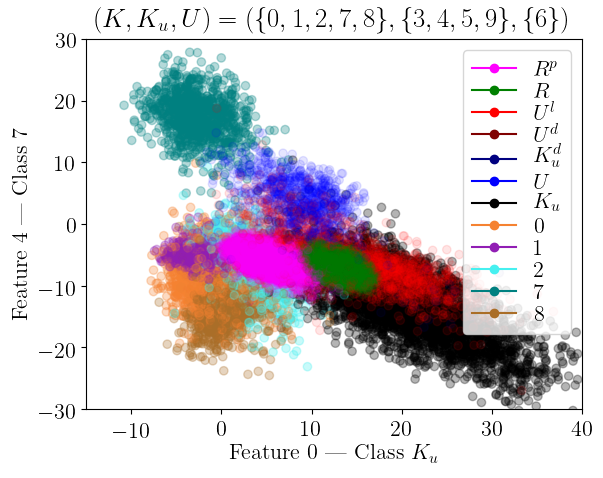 (K, K_u, U) = ({0, 1, 2, 7, 8}, {3, 4, 5, 9}, {6})
30
20
10
0
−10
−20
−30
Feature 4 — Class 7
R^p
R
U^l
U^d
K_u^d
U
K_u
0
1
2
7
8
−10
0
10
20
30
40
Feature 0 — Class K_u